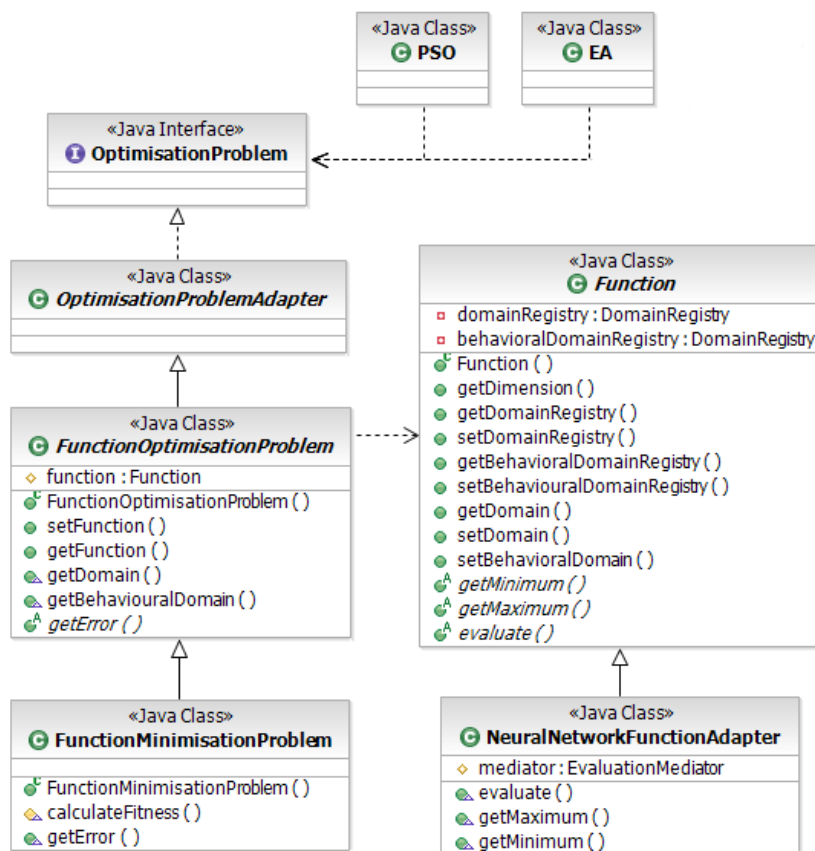 «Java Class»
PSO
«Java Class»
EA
«Java Interface»
OptimisationProblem
«Java Class»
OptimisationProblemAdapter
«Java Class»
FunctionOptimisationProblem
function : Function
FunctionOptimisationProblem ( )
setFunction ( )
getFunction ( )
getDomain ( )
getBehaviouralDomain ( )
getError ( )
«Java Class»
FunctionMinimisationProblem
FunctionMinimisationProblem ( )
calculateFitness ( )
getError ( )
«Java Class»
Function
domainRegistry : DomainRegistry
behavioralDomainRegistry : DomainRegistry
Function ( )
getDimension ( )
getDomainRegistry ( )
setDomainRegistry ( )
getBehavioralDomainRegistry ( )
setBehaviouralDomainRegistry ( )
getDomain ( )
setDomain ( )
setBehavioralDomain ( )
getMinimum ( )
getMaximum ( )
evaluate ( )
«Java Class»
NeuralNetworkFunctionAdapter
mediator : EvaluationMediator
evaluate ( )
getMaximum ( )
getMinimum ( )